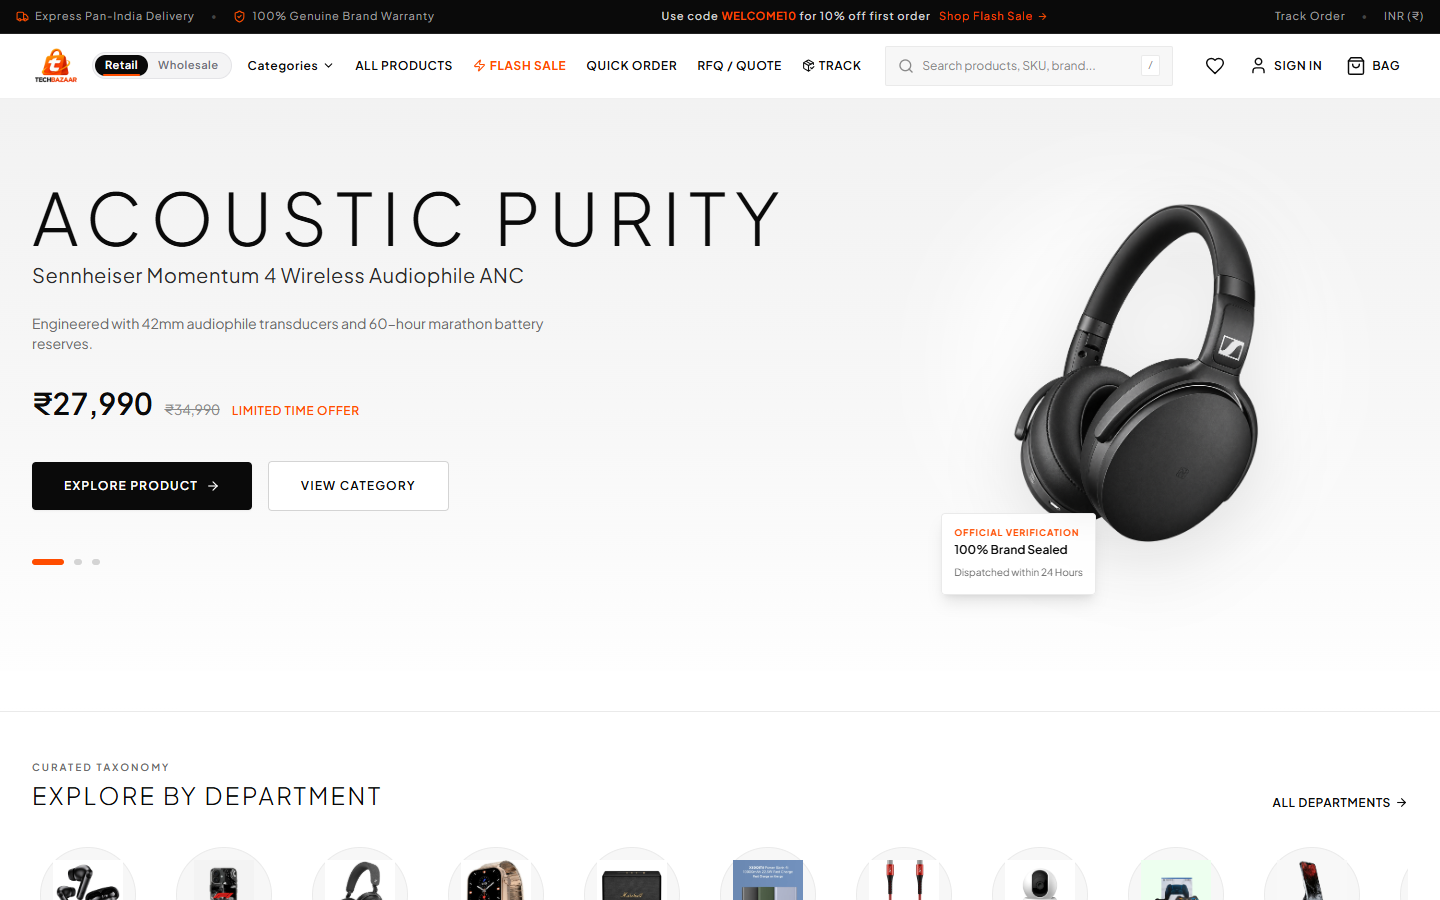 Express Pan-India Delivery • 100% Genuine Brand Warranty
Use code WELCOME10 for 10% off first order Shop Flash Sale →
Track Order • INR (₹)
TECHBAZAAR
Retail Wholesale
Categories ALL PRODUCTS FLASH SALE QUICK ORDER RFQ / QUOTE TRACK
Search products, SKU, brand... /
SIGN IN BAG
ACOUSTIC PURITY
Sennheiser Momentum 4 Wireless Audiophile ANC
Engineered with 42mm audiophile transducers and 60-hour marathon battery
reserves.
₹27,990 ₹34,990 LIMITED TIME OFFER
EXPLORE PRODUCT → VIEW CATEGORY
OFFICIAL VERIFICATION
100% Brand Sealed
Dispatched within 24 Hours
CURATED TAXONOMY
EXPLORE BY DEPARTMENT
ALL DEPARTMENTS →
Marshall